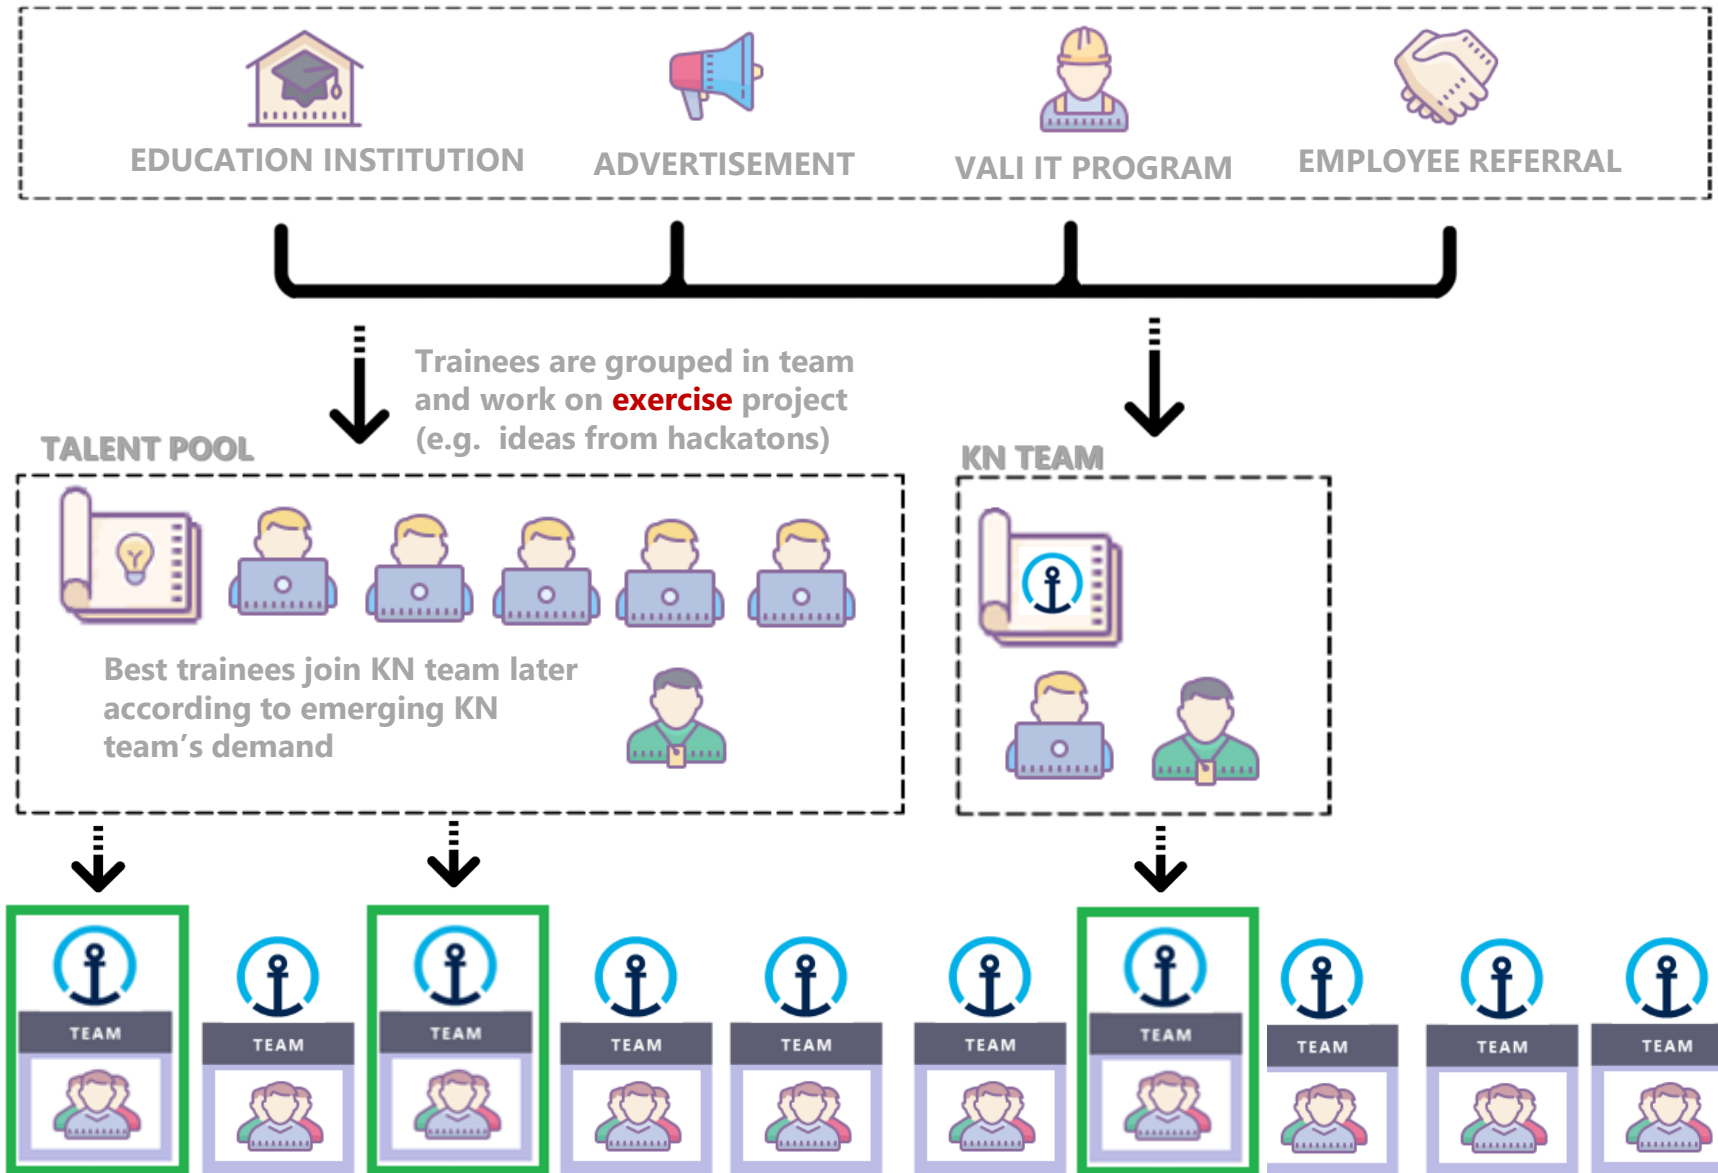 EDUCATION INSTITUTION
ADVERTISEMENT
VALI IT PROGRAM
EMPLOYEE REFERRAL
Trainees are grouped in team
and work on exercise project
(e.g. ideas from hackatons)
TALENT POOL
KN TEAM
Best trainees join KN team later
according to emerging KN
team's demand
TEAM
TEAM
TEAM
TEAM
TEAM
TEAM
TEAM
TEAM
TEAM
TEAM